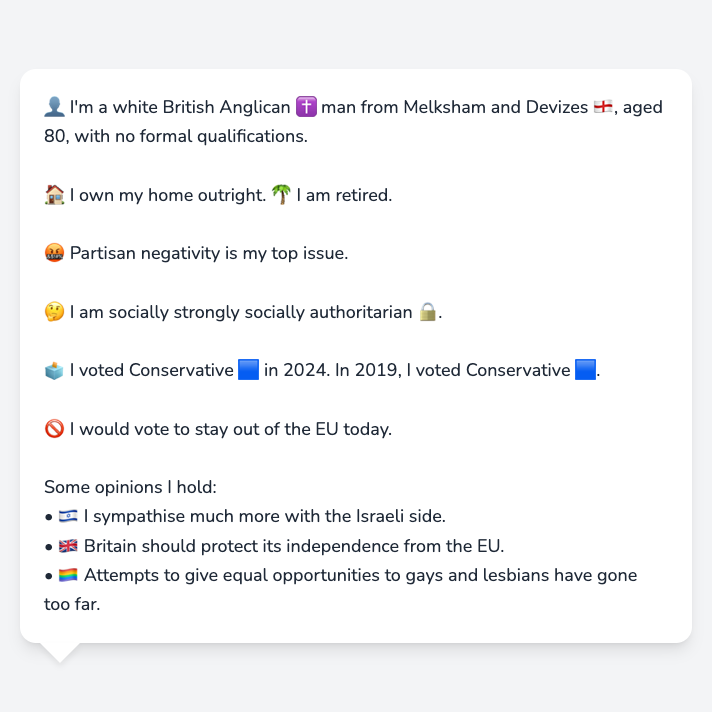 👤 I'm a white British Anglican ✝️ man from Melksham and Devizes 🏴󠁧󠁢󠁥󠁮󠁧󠁿, aged
80, with no formal qualifications.
🏠 I own my home outright. 🌴 I am retired.
🤬 Partisan negativity is my top issue.
🤔 I am socially strongly socially authoritarian 🔒.
🗳️ I voted Conservative 🟦 in 2024. In 2019, I voted Conservative 🟦.
🚫 I would vote to stay out of the EU today.
Some opinions I hold:
• 🇮🇱 I sympathise much more with the Israeli side.
• 🇬🇧 Britain should protect its independence from the EU.
• 🏳️‍🌈 Attempts to give equal opportunities to gays and lesbians have gone
too far.